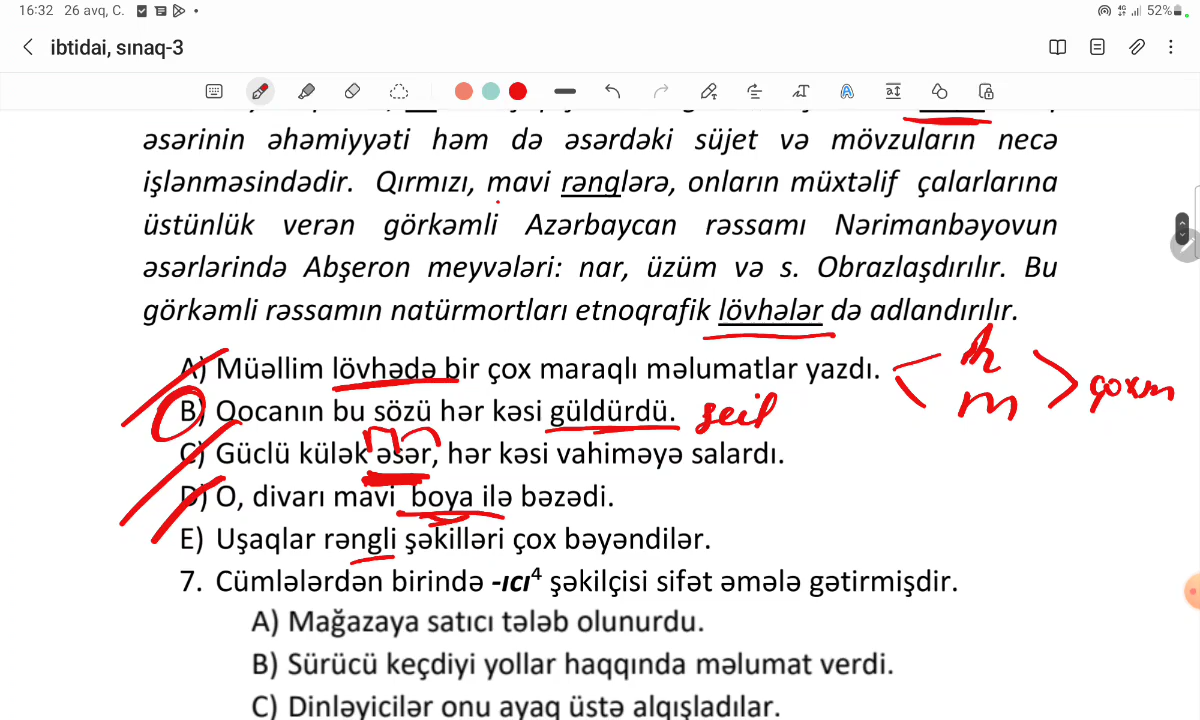 16:32 26 avq, C. 4G 52%
ibtidai, sınaq-3
əsərinin əhəmiyyəti həm də əsərdəki süjet və mövzuların necə
işlənməsindədir. Qırmızı, mavi rənglərə, onların müxtəlif çalarlarına
üstünlük verən görkəmli Azərbaycan rəssamı Nərimanbəyovun
əsərlərində Abşeron meyvələri: nar, üzüm və s. Obrazlaşdırılır. Bu
görkəmli rəssamın natürmortları etnoqrafik lövhələr də adlandırılır.
A) Müəllim lövhədə bir çox maraqlı məlumatlar yazdı.
B) Qocanın bu sözü hər kəsi güldürdü.
C) Güclü külək əsər, hər kəsi vahiməyə salardı.
D) O, divarı mavi boya ilə bəzədi.
E) Uşaqlar rəngli şəkilləri çox bəyəndilər.
7. Cümlələrdən birində -ıcı⁴ şəkilçisi sifət əmələ gətirmişdir.
A) Mağazaya satıcı tələb olunurdu.
B) Sürücü keçdiyi yollar haqqında məlumat verdi.
C) Dinləyicilər onu ayaq üstə alqışladılar.